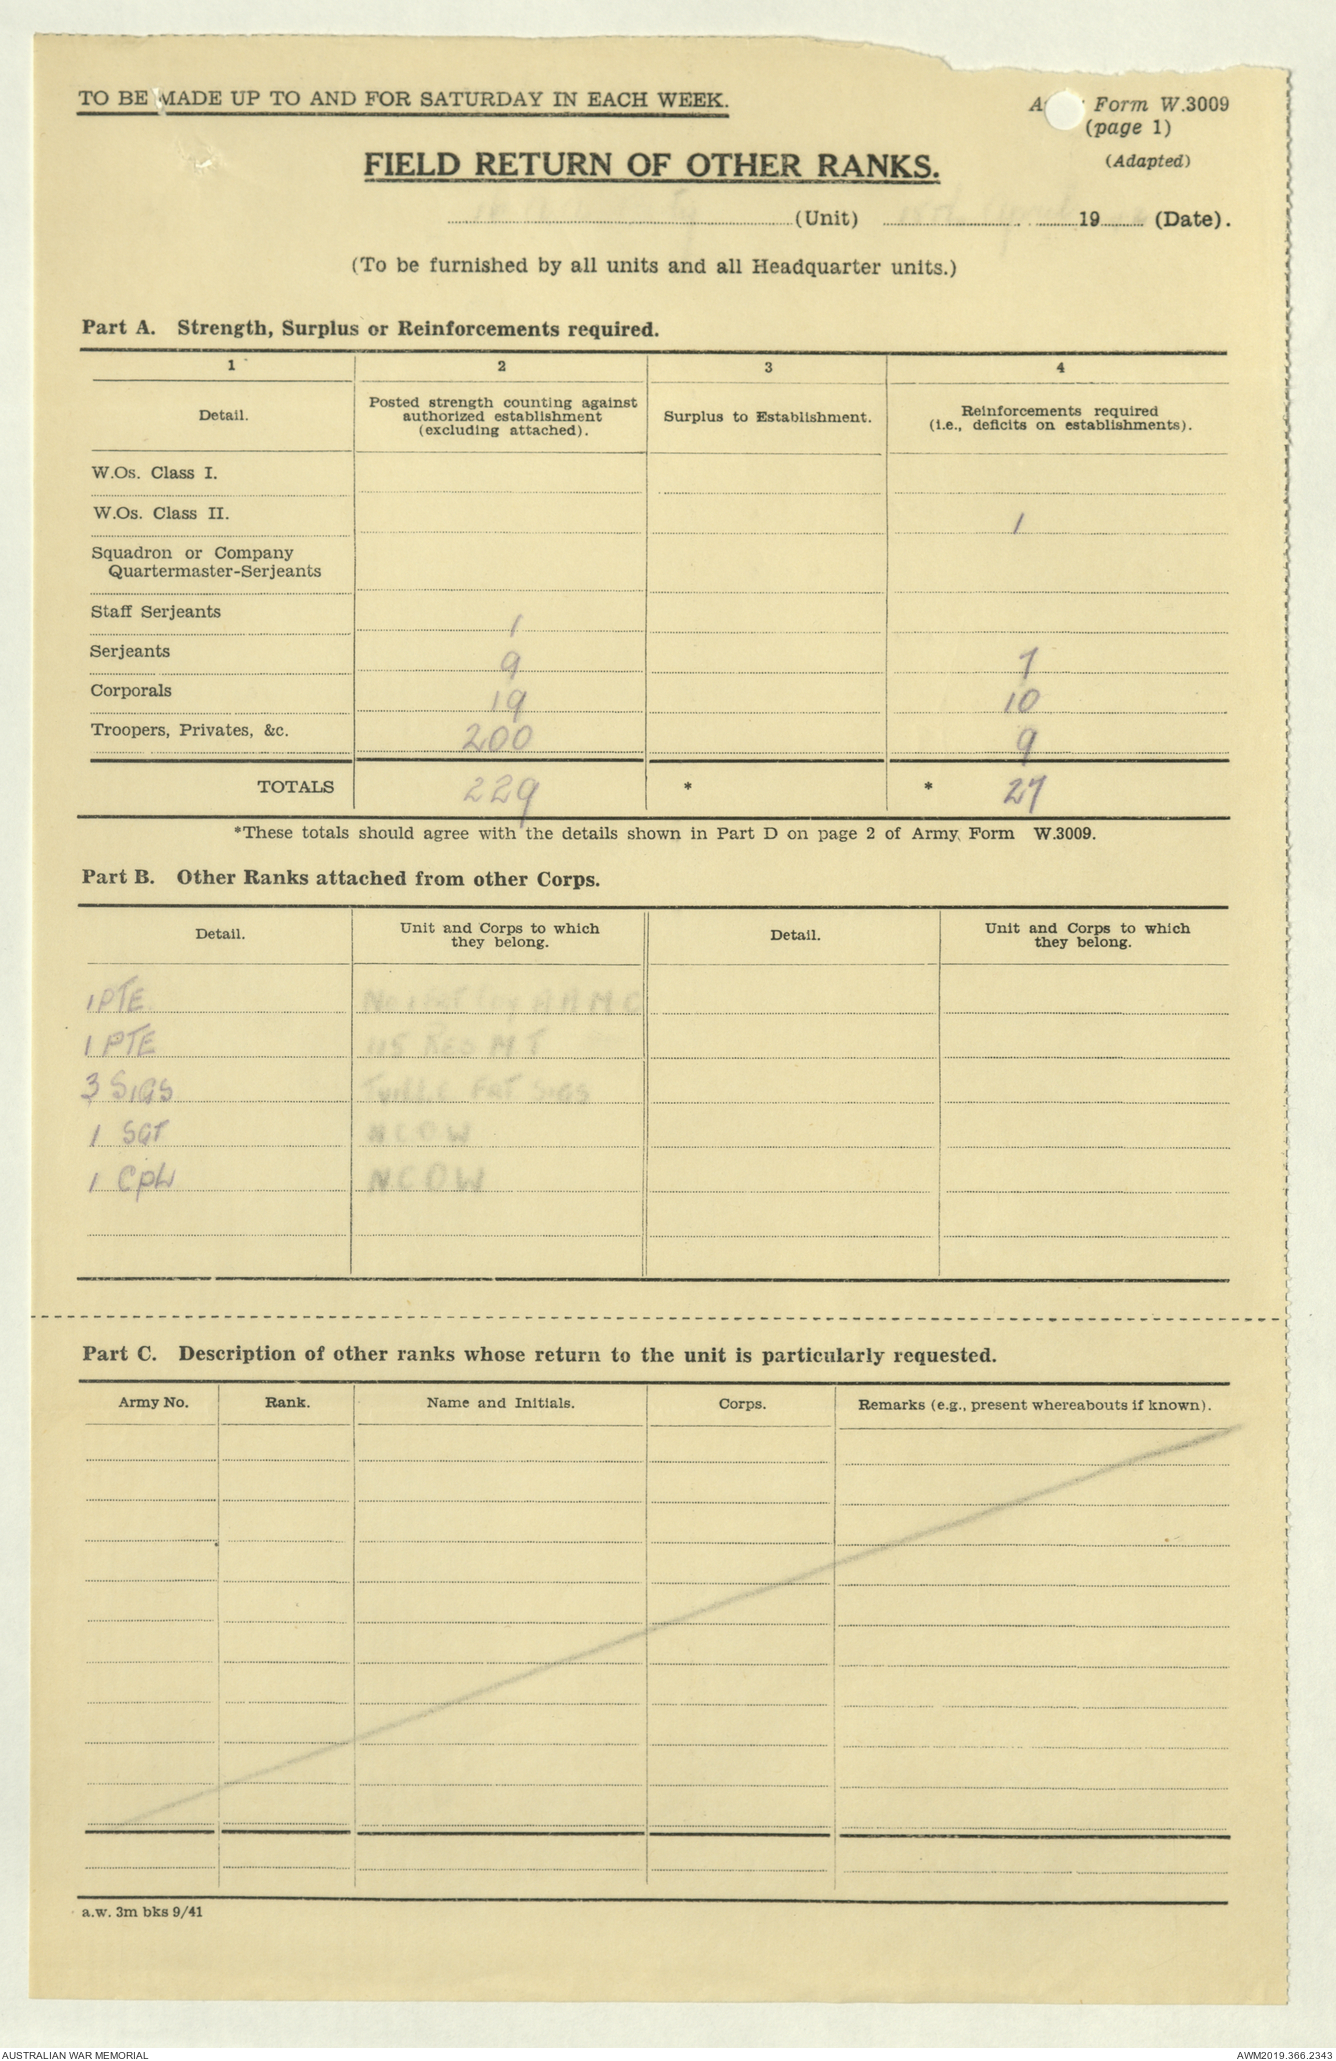 TO BE MADE UP TO AND FOR SATURDAY IN EACH WEEK.
Form W.3009
(page 1)
(Adapted)
FIELD RETURN OF OTHER RANKS.
(Unit) 19 (Date).
(To be furnished by all units and all Headquarter units.)
Part A. Strength, Surplus or Reinforcements required.
1 2 3 4
Detail. Posted strength counting against authorized establishment (excluding attached). Surplus to Establishment. Reinforcements required (i.e., deficits on establishments).
W.Os. Class I.
W.Os. Class II. 1
Squadron or Company
Quartermaster-Serjeants
Staff Serjeants 1
Serjeants 9 7
Corporals 19 10
Troopers, Privates, &c. 200 9
TOTALS 229 * * 27
*These totals should agree with the details shown in Part D on page 2 of Army Form W.3009.
Part B. Other Ranks attached from other Corps.
Detail. Unit and Corps to which they belong. Detail. Unit and Corps to which they belong.
1 PTE A A M C
1 PTE M T
3 SIGS SIGS
1 SGT N C D W
1 CpL N C D W
Part C. Description of other ranks whose return to the unit is particularly requested.
Army No. Rank. Name and Initials. Corps. Remarks (e.g., present whereabouts if known).
a.w. 3m bks 9/41
AUSTRALIAN WAR MEMORIAL
AWM2019.366.2343